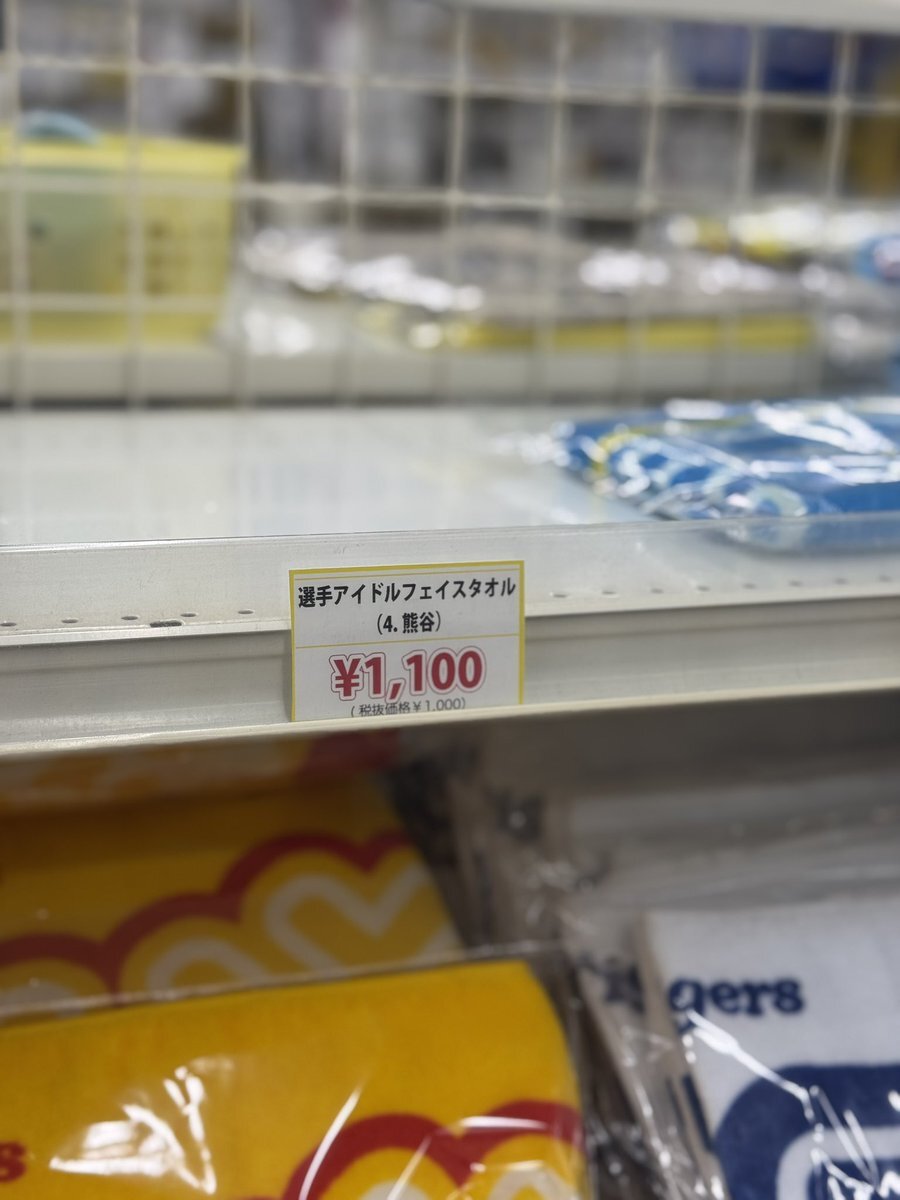 選手アイドルフェイスタオル
(4.熊谷)
¥1,100
(税抜価格¥1,000)
gers
s